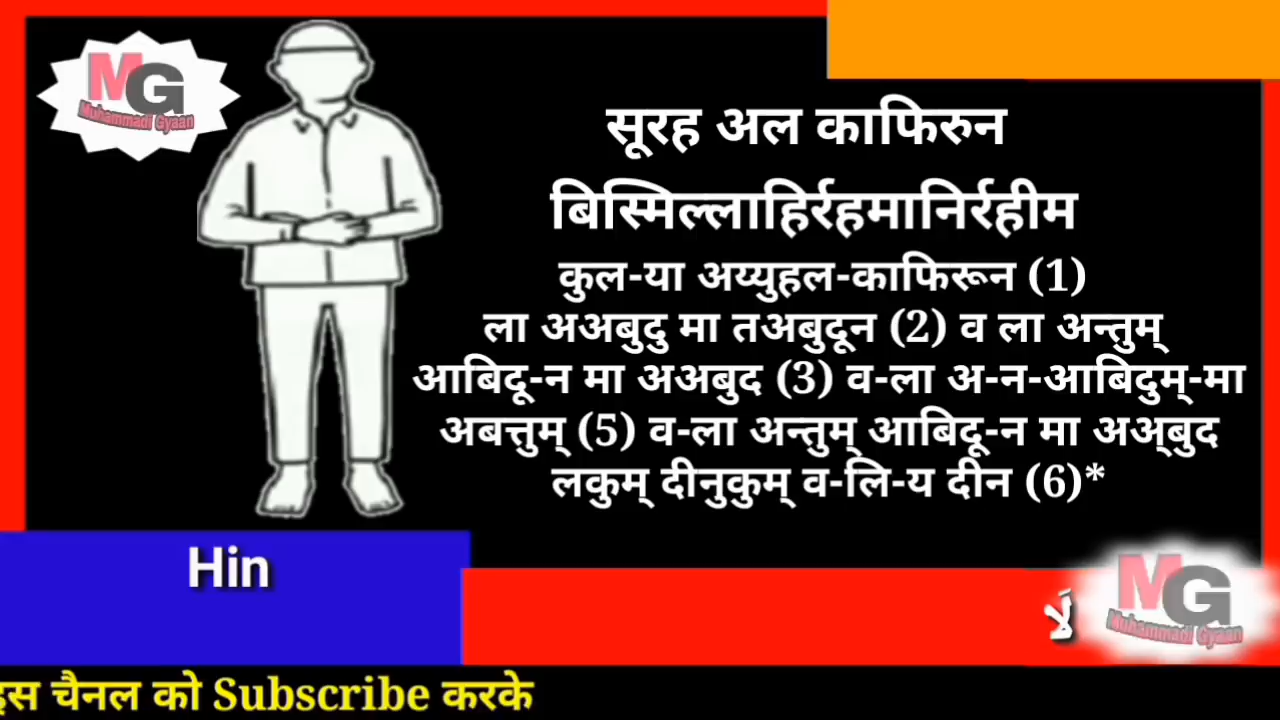 MG
Muhammadi Gyaan
सूरह अल काफिरुन
बिस्मिल्लाहिर्रहमानिर्रहीम
कुल-या अय्युहल-काफिरून (1)
ला अअबुदु मा तअबुदून (2) व ला अन्तुम्
आबिदू-न मा अअबुद (3) व-ला अ-न-आबिदुम्-मा
अबत्तुम् (5) व-ला अन्तुम् आबिदू-न मा अअ्बुद
लकुम् दीनुकुम् व-लि-य दीन (6)*
Hin
لَا
MG
Muhammadi Gyaan
इस चैनल को Subscribe करके